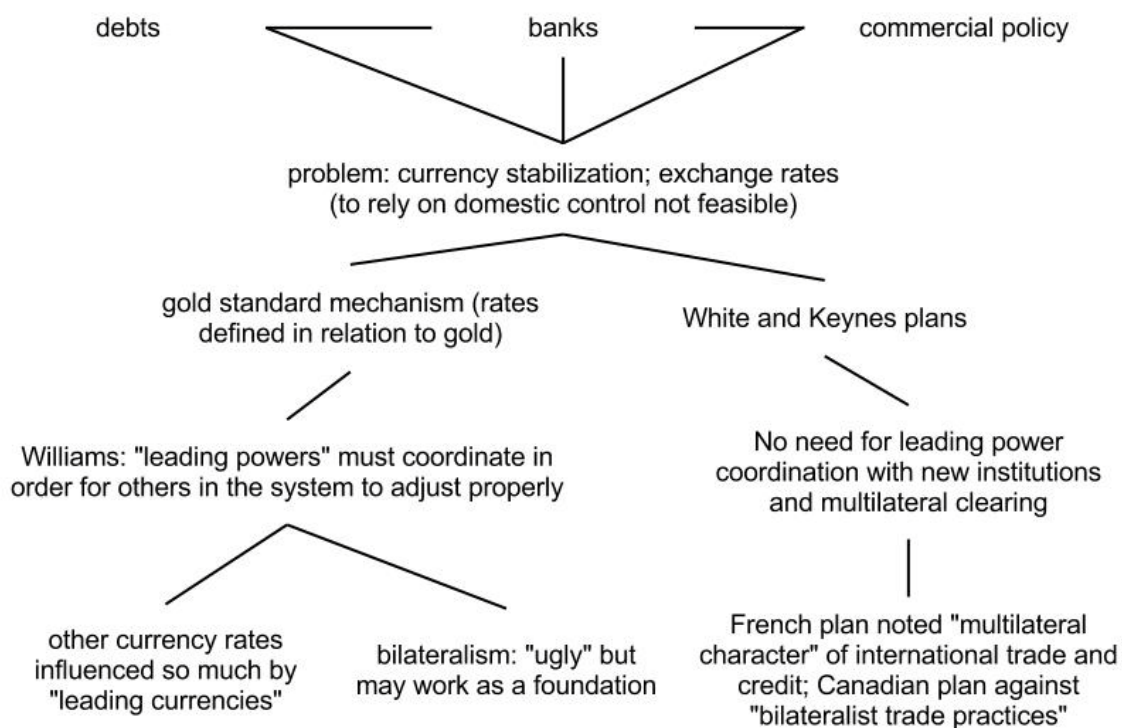 debts
banks
commercial policy
problem: currency stabilization; exchange rates
(to rely on domestic control not feasible)
gold standard mechanism (rates
defined in relation to gold)
White and Keynes plans
Williams: "leading powers" must coordinate in
order for others in the system to adjust properly
No need for leading power
coordination with new institutions
and multilateral clearing
other currency rates
influenced so much by
"leading currencies"
bilateralism: "ugly" but
may work as a foundation
French plan noted "multilateral
character" of international trade and
credit; Canadian plan against
"bilateralist trade practices"